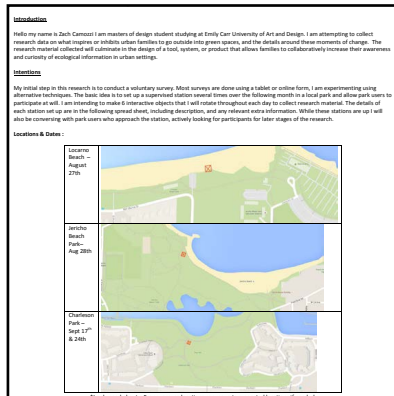 Introduction
Hello my name is Zach Camozzi I am masters of design student studying at Emily Carr University of Art and Design. I am attempting to collect
research data on what inspires or inhibits urban families to go outside into green spaces, and the details around these moments of change. The
research material collected will culminate in the design of a tool, system, or product that allows families to collaboratively increase their awareness
and curiosity of ecological information in urban settings.
Intentions
My initial step in this research is to conduct a voluntary survey. Most surveys are done using a tablet or online form, I am experimenting using
alternative techniques. The basic idea is to set up a supervised station several times over the following month in a local park and allow park users to
participate at will. I am intending to make 6 interactive objects that I will rotate throughout each day to collect research material. The details of
each station set up are in the following spread sheet, including description, and any relevant extra information. While these stations are up I will
also be conversing with park users who approach the station, actively looking for participants for later stages of the research.
Locations & Dates :
Locarno
Beach –
August
27th
Jericho
Beach
Park–
Aug 28th
Charleson
Park –
Sept 17th
& 24th